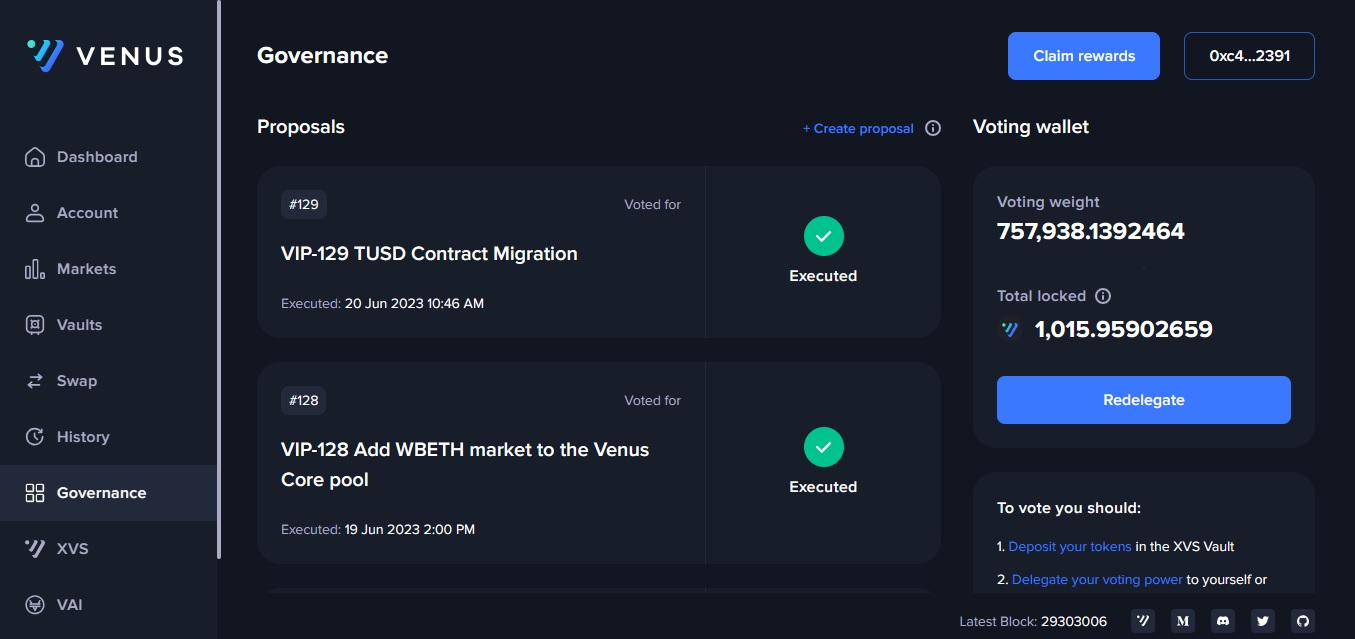 VENUS
Dashboard
Account
Markets
Vaults
Swap
History
Governance
XVS
VAI
Governance
Claim rewards
0xc4...2391
Proposals
+ Create proposal
#129
Voted for
VIP-129 TUSD Contract Migration
Executed: 20 Jun 2023 10:46 AM
Executed
#128
Voted for
VIP-128 Add WBETH market to the Venus
Core pool
Executed: 19 Jun 2023 2:00 PM
Executed
Voting wallet
Voting weight
757,938.1392464
Total locked
1,015.95902659
Redelegate
To vote you should:
1. Deposit your tokens in the XVS Vault
2. Delegate your voting power to yourself or
Latest Block: 29303006